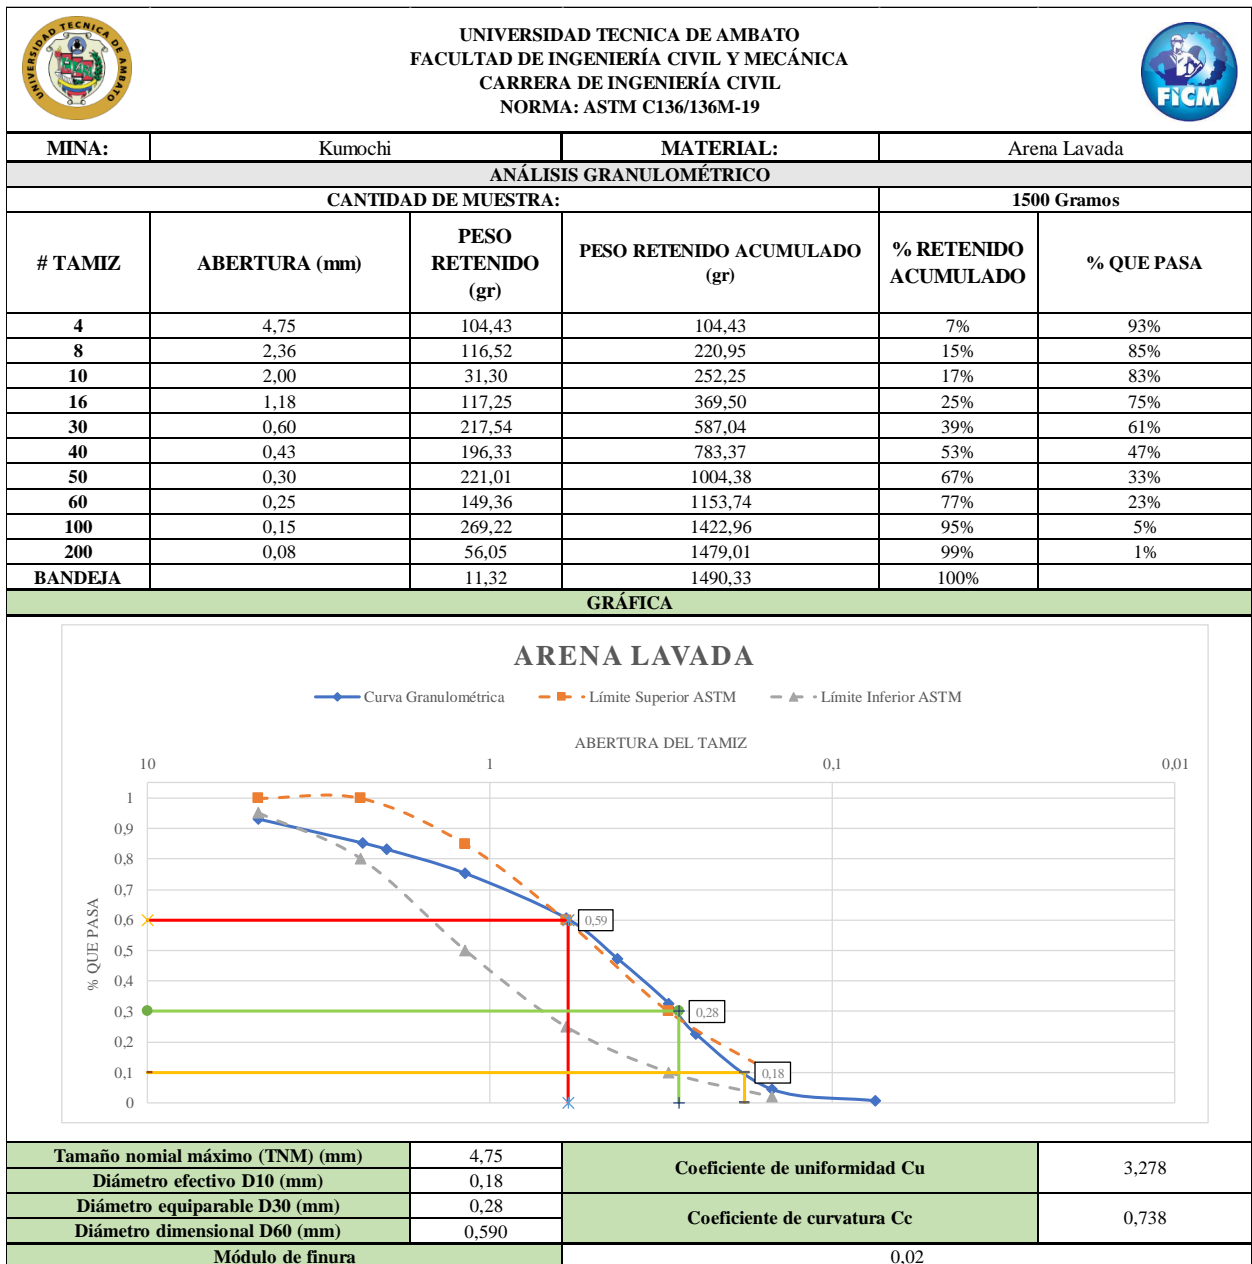 UNIVERSIDAD TECNICA DE AMBATO
UNIVERSIDAD TECNICA DE AMBATO
FACULTAD DE INGENIERÍA CIVIL Y MECÁNICA
CARRERA DE INGENIERÍA CIVIL
NORMA: ASTM C136/136M-19
FICM
MINA: Kumochi MATERIAL: Arena Lavada
ANÁLISIS GRANULOMÉTRICO
CANTIDAD DE MUESTRA: 1500 Gramos
# TAMIZ ABERTURA (mm) PESO RETENIDO (gr) PESO RETENIDO ACUMULADO (gr) % RETENIDO ACUMULADO % QUE PASA
4 4,75 104,43 104,43 7% 93%
8 2,36 116,52 220,95 15% 85%
10 2,00 31,30 252,25 17% 83%
16 1,18 117,25 369,50 25% 75%
30 0,60 217,54 587,04 39% 61%
40 0,43 196,33 783,37 53% 47%
50 0,30 221,01 1004,38 67% 33%
60 0,25 149,36 1153,74 77% 23%
100 0,15 269,22 1422,96 95% 5%
200 0,08 56,05 1479,01 99% 1%
BANDEJA 11,32 1490,33 100%
GRÁFICA
ARENA LAVADA
Curva Granulométrica Límite Superior ASTM Límite Inferior ASTM
ABERTURA DEL TAMIZ
10 1 0,1 0,01
% QUE PASA
1
0,9
0,8
0,7
0,6
0,5
0,4
0,3
0,2
0,1
0
0,59
0,28
0,18
Tamaño nomial máximo (TNM) (mm) 4,75
Diámetro efectivo D10 (mm) 0,18
Coeficiente de uniformidad Cu 3,278
Diámetro equiparable D30 (mm) 0,28
Diámetro dimensional D60 (mm) 0,590
Coeficiente de curvatura Cc 0,738
Módulo de finura 0,02